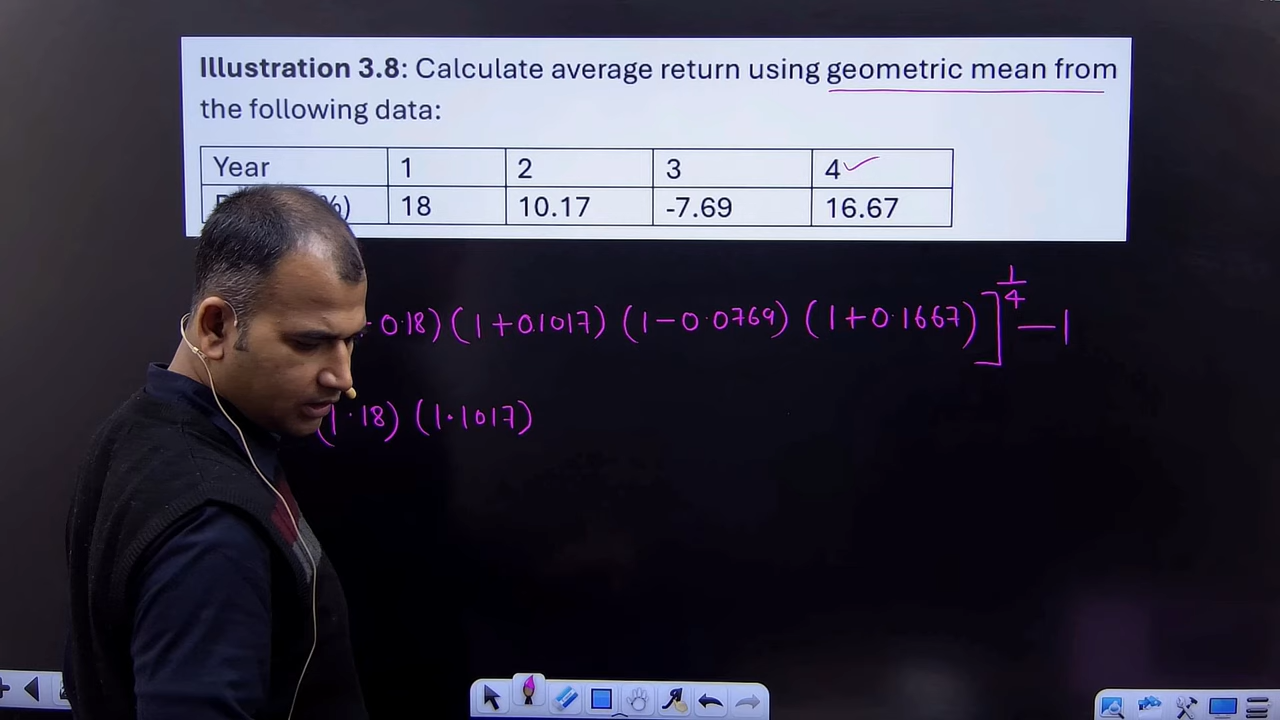 Illustration 3.8: Calculate average return using geometric mean from
the following data:
Year 1 2 3 4
%) 18 10.17 -7.69 16.67
0.18) (1+0.1017) (1-0.0769) (1+0.1667)]^1/4 - 1
(1.18) (1.1017)